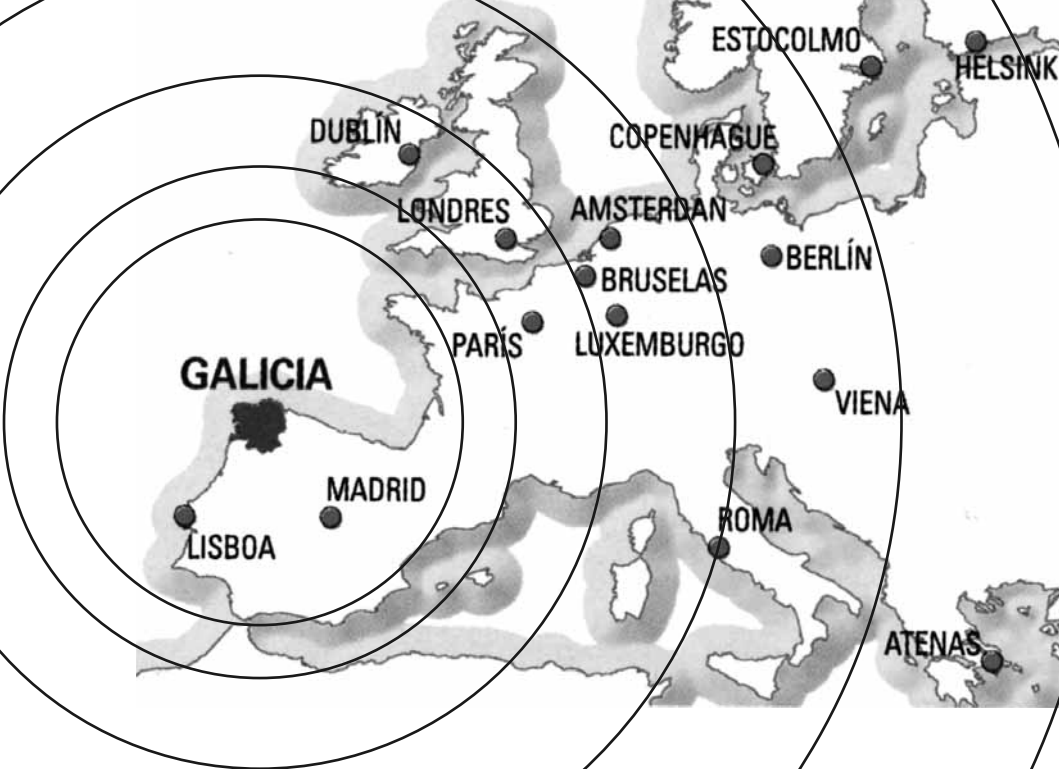 ESTOCOLMO
HELSINK
DUBLÍN
COPENHAGUE
LONDRES
AMSTERDAN
BERLÍN
BRUSELAS
PARÍS
LUXEMBURGO
GALICIA
VIENA
MADRID
ROMA
LISBOA
ATENAS